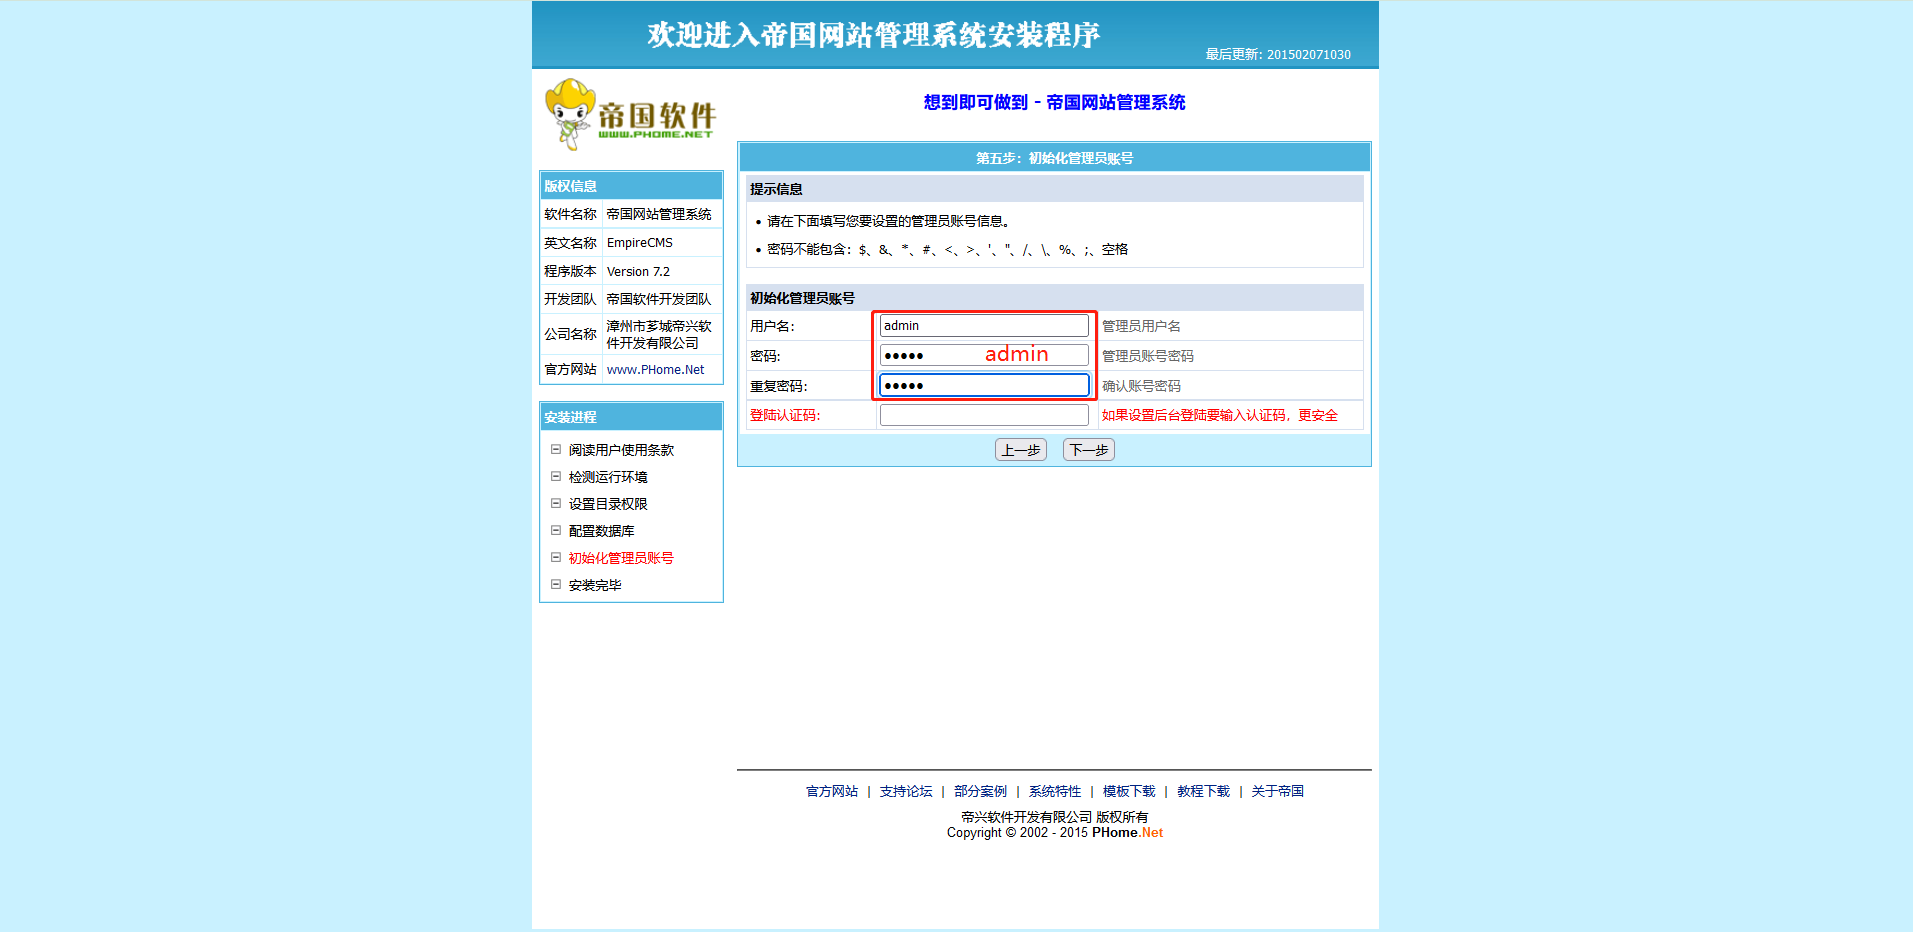 欢迎进入帝国网站管理系统安装程序
最后更新: 201502071030
帝国软件
WWW.PHOME.NET
想到即可做到 - 帝国网站管理系统
版权信息
软件名称 帝国网站管理系统
英文名称 EmpireCMS
程序版本 Version 7.2
开发团队 帝国软件开发团队
公司名称 漳州市芗城帝兴软件开发有限公司
官方网站 www.PHome.Net
安装进程
阅读用户使用条款
检测运行环境
设置目录权限
配置数据库
初始化管理员账号
安装完毕
第五步：初始化管理员账号
提示信息
• 请在下面填写您要设置的管理员账号信息。
• 密码不能包含：$、&、*、#、<、>、'、"、/、\、%、;、空格
初始化管理员账号
用户名: admin 管理员用户名
密码: ••••• admin 管理员账号密码
重复密码: ••••• 确认账号密码
登陆认证码: 如果设置后台登陆要输入认证码，更安全
上一步 下一步
官方网站 | 支持论坛 | 部分案例 | 系统特性 | 模板下载 | 教程下载 | 关于帝国
帝兴软件开发有限公司 版权所有
Copyright © 2002 - 2015 PHome.Net